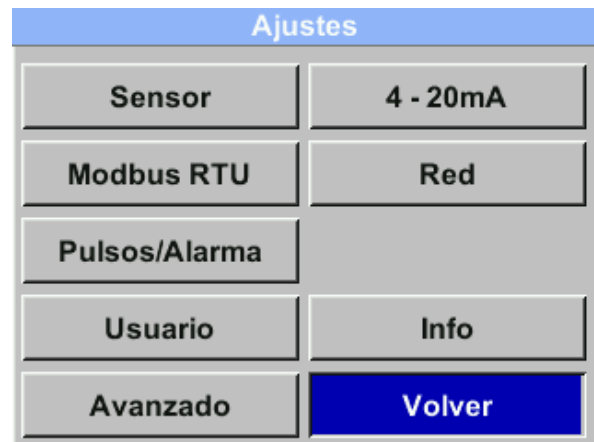 Ajustes
Sensor
4 - 20mA
Modbus RTU
Red
Pulsos/Alarma
Usuario
Info
Avanzado
Volver